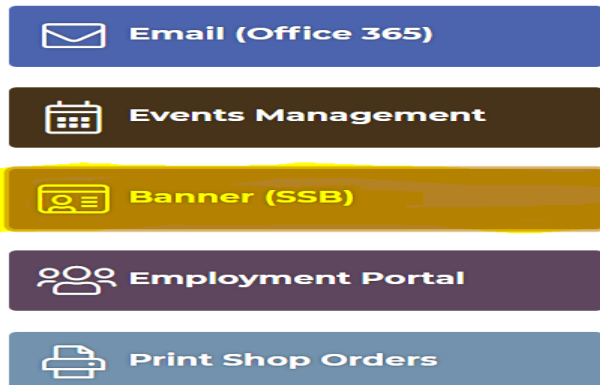 Email (Office 365)
Events Management
Banner (SSB)
Employment Portal
Print Shop Orders